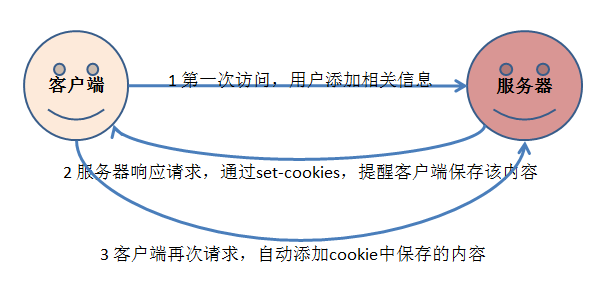 客户端
1 第一次访问，用户添加相关信息
服务器
2 服务器响应请求，通过set-cookies，提醒客户端保存该内容
3 客户端再次请求，自动添加cookie中保存的内容